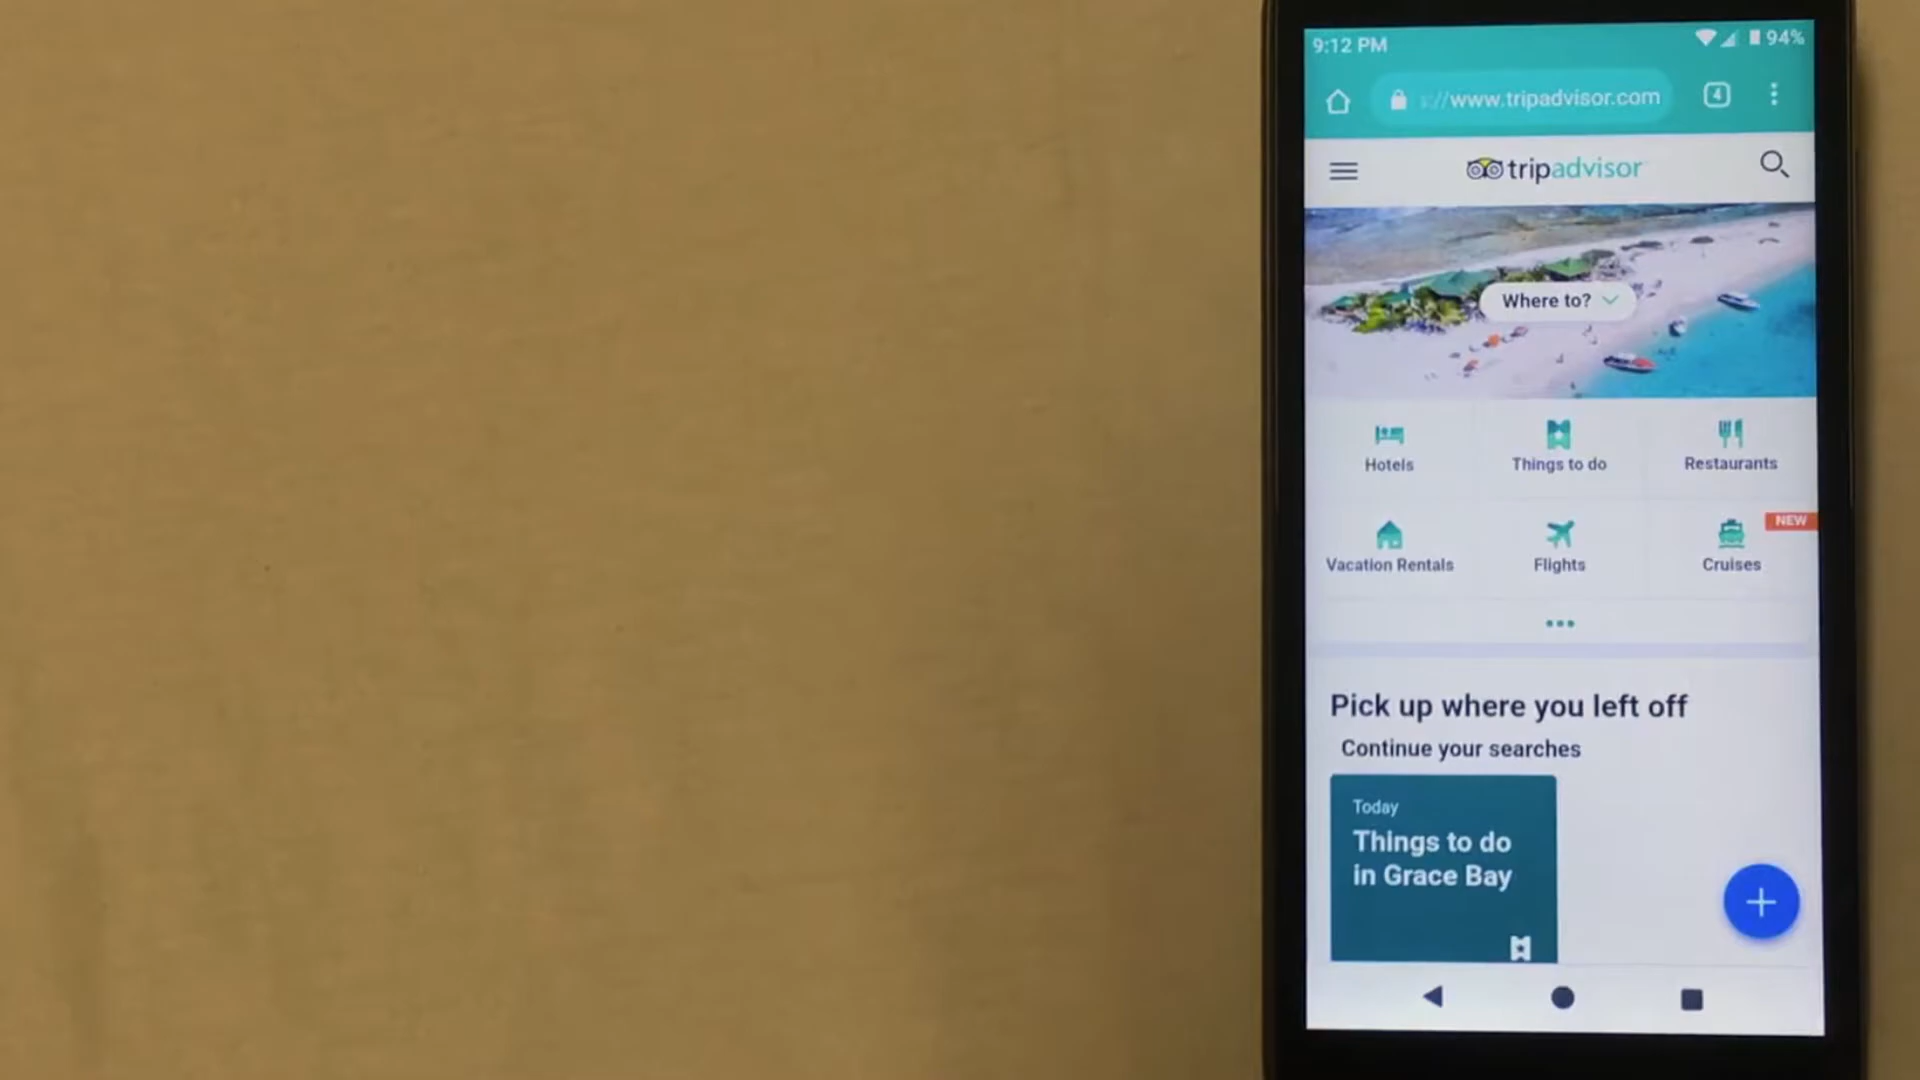 9:12 PM
94%
://www.tripadvisor.com
4
tripadvisor
Where to?
Hotels
Things to do
Restaurants
NEW
Vacation Rentals
Flights
Cruises
Pick up where you left off
Continue your searches
Today
Things to do
in Grace Bay